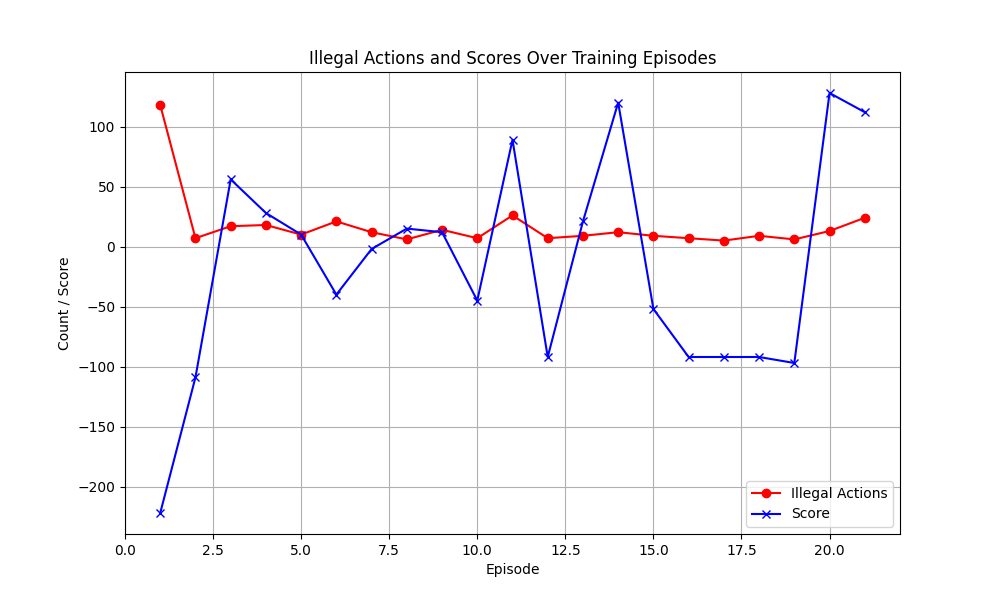 Illegal Actions and Scores Over Training Episodes
100
50
0
−50
−100
−150
−200
Count / Score
Illegal Actions
Score
0.0 2.5 5.0 7.5 10.0 12.5 15.0 17.5 20.0
Episode